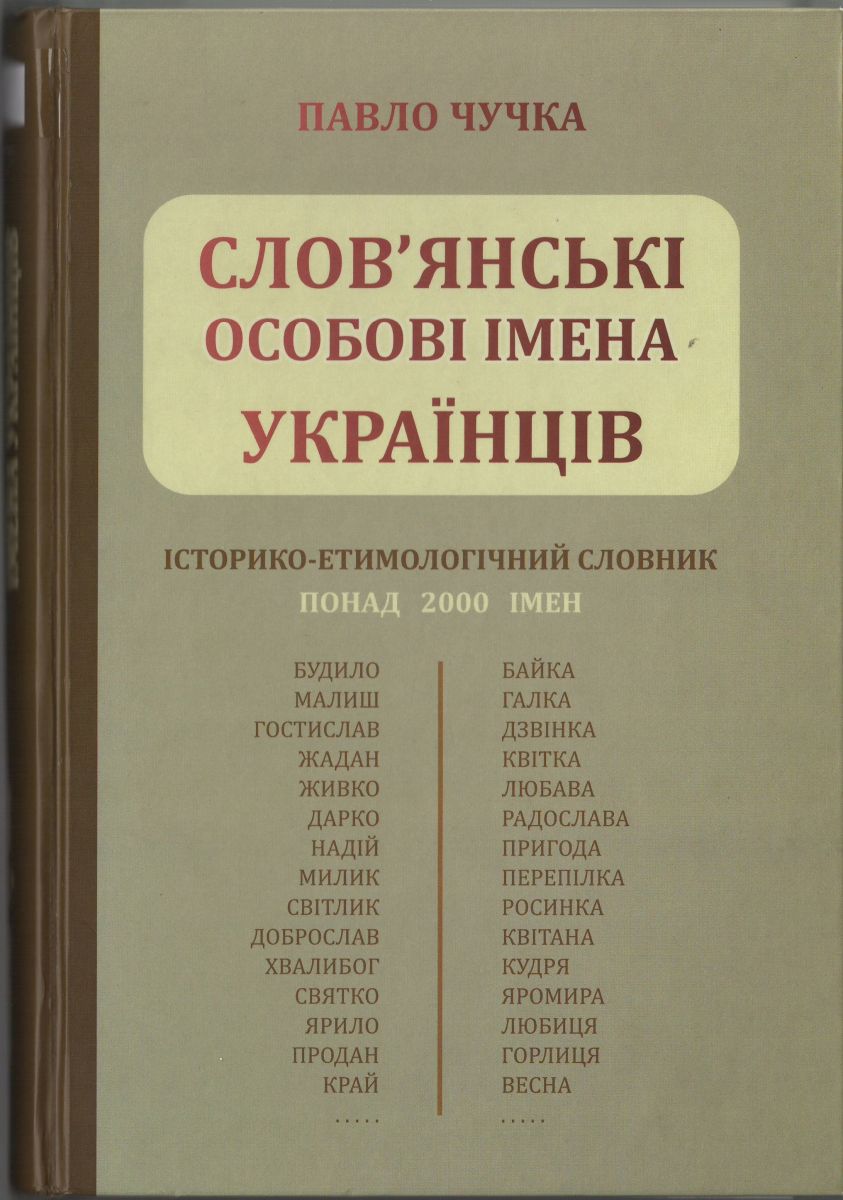 ПАВЛО ЧУЧКА
СЛОВ’ЯНСЬКІ
ОСОБОВІ ІМЕНА
УКРАЇНЦІВ
ІСТОРИКО-ЕТИМОЛОГІЧНИЙ СЛОВНИК
ПОНАД 2000 ІМЕН
БУДИЛО
МАЛИШ
ГОСТИСЛАВ
ЖАДАН
ЖИВКО
ДАРКО
НАДІЙ
МИЛИК
СВІТЛИК
ДОБРОСЛАВ
ХВАЛИБОГ
СВЯТКО
ЯРИЛО
ПРОДАН
КРАЙ
.....
БАЙКА
ГАЛКА
ДЗВІНКА
КВІТКА
ЛЮБАВА
РАДОСЛАВА
ПРИГОДА
ПЕРЕПІЛКА
РОСИНКА
КВІТАНА
КУДРЯ
ЯРОМИРА
ЛЮБИЦЯ
ГОРЛИЦЯ
ВЕСНА
.....